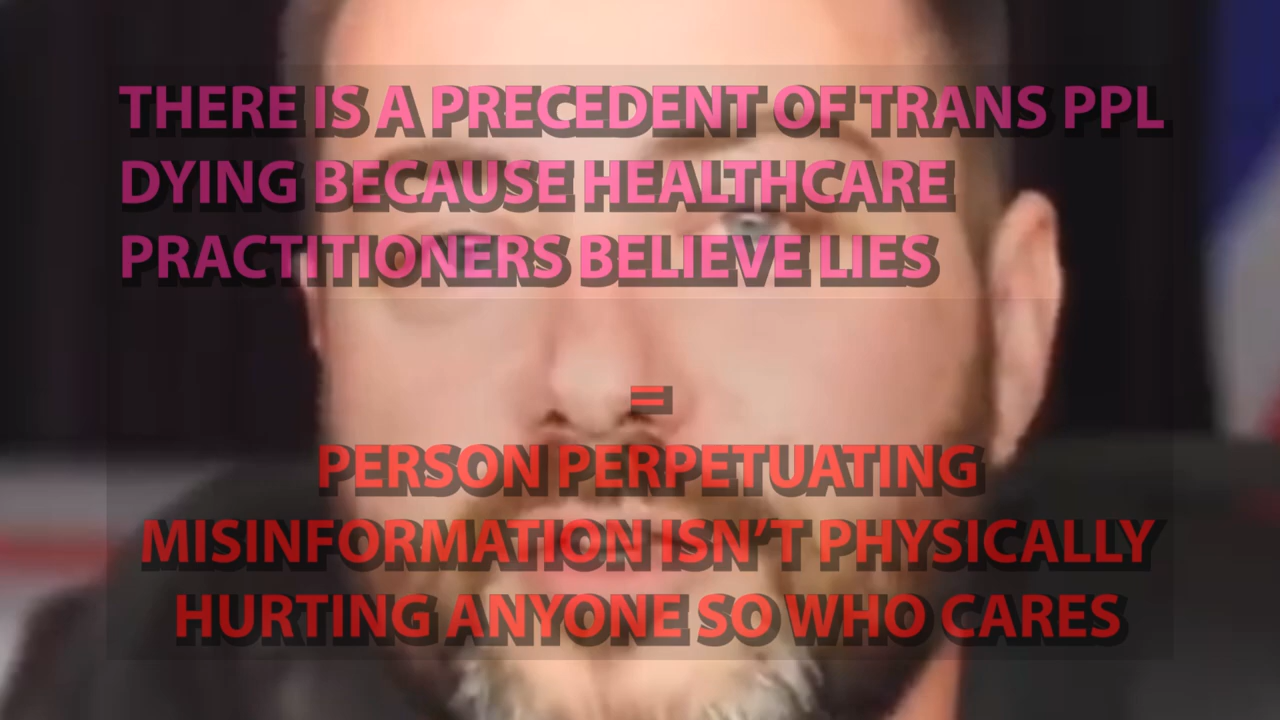 THERE IS A PRECEDENT OF TRANS PPL
DYING BECAUSE HEALTHCARE
PRACTITIONERS BELIEVE LIES
=
PERSON PERPETUATING
MISINFORMATION ISN’T PHYSICALLY
HURTING ANYONE SO WHO CARES